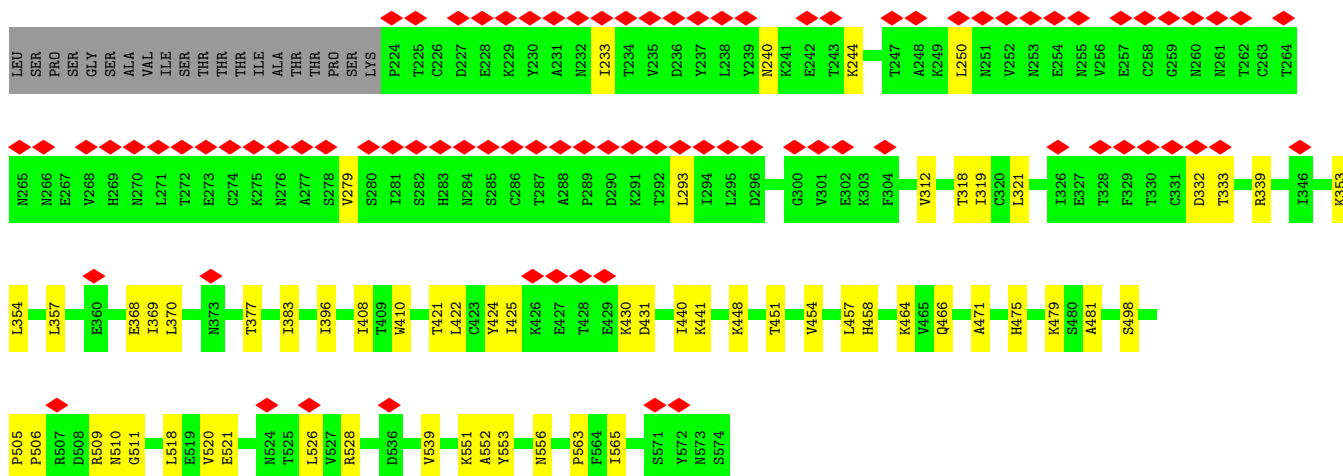 LEU SER PRO SER GLY SER ALA VAL ILE SER THR THR THR ILE ALA THR THR PRO SER LYS P224 T225 C226 D227 E228 K229 Y230 A231 N232 I233 T234 V235 D236 Y237 L238 Y239 N240 K241 E242 T243 K244 T247 A248 K249 L250 N251 V252 N253 E254 N255 V256 E257 C258 G259 N260 N261 T262 C263 T264
N265 N266 E267 V268 H269 N270 L271 T272 E273 C274 K275 N276 A277 S278 V279 S280 I281 S282 H283 N284 S285 C286 T287 A288 P289 D290 K291 T292 L293 I294 L295 D296 G300 V301 E302 K303 F304 V312 T318 I319 C320 L321 I326 E327 T328 F329 T330 C331 D332 T333 R339 I346 K353
L354 L357 E360 E368 I369 L370 N373 T377 I383 I396 I408 T409 W410 T421 L422 C423 Y424 I425 K426 E427 T428 E429 K430 D431 I440 K441 K448 T451 V454 L457 H458 K464 V465 Q466 A471 H475 K479 S480 A481 S498
P505 P506 R507 D508 R509 N510 G511 L518 E519 V520 E521 N524 T525 L526 V527 R528 D536 V539 K551 A552 Y553 N556 P563 F564 I565 S571 Y572 N573 S574